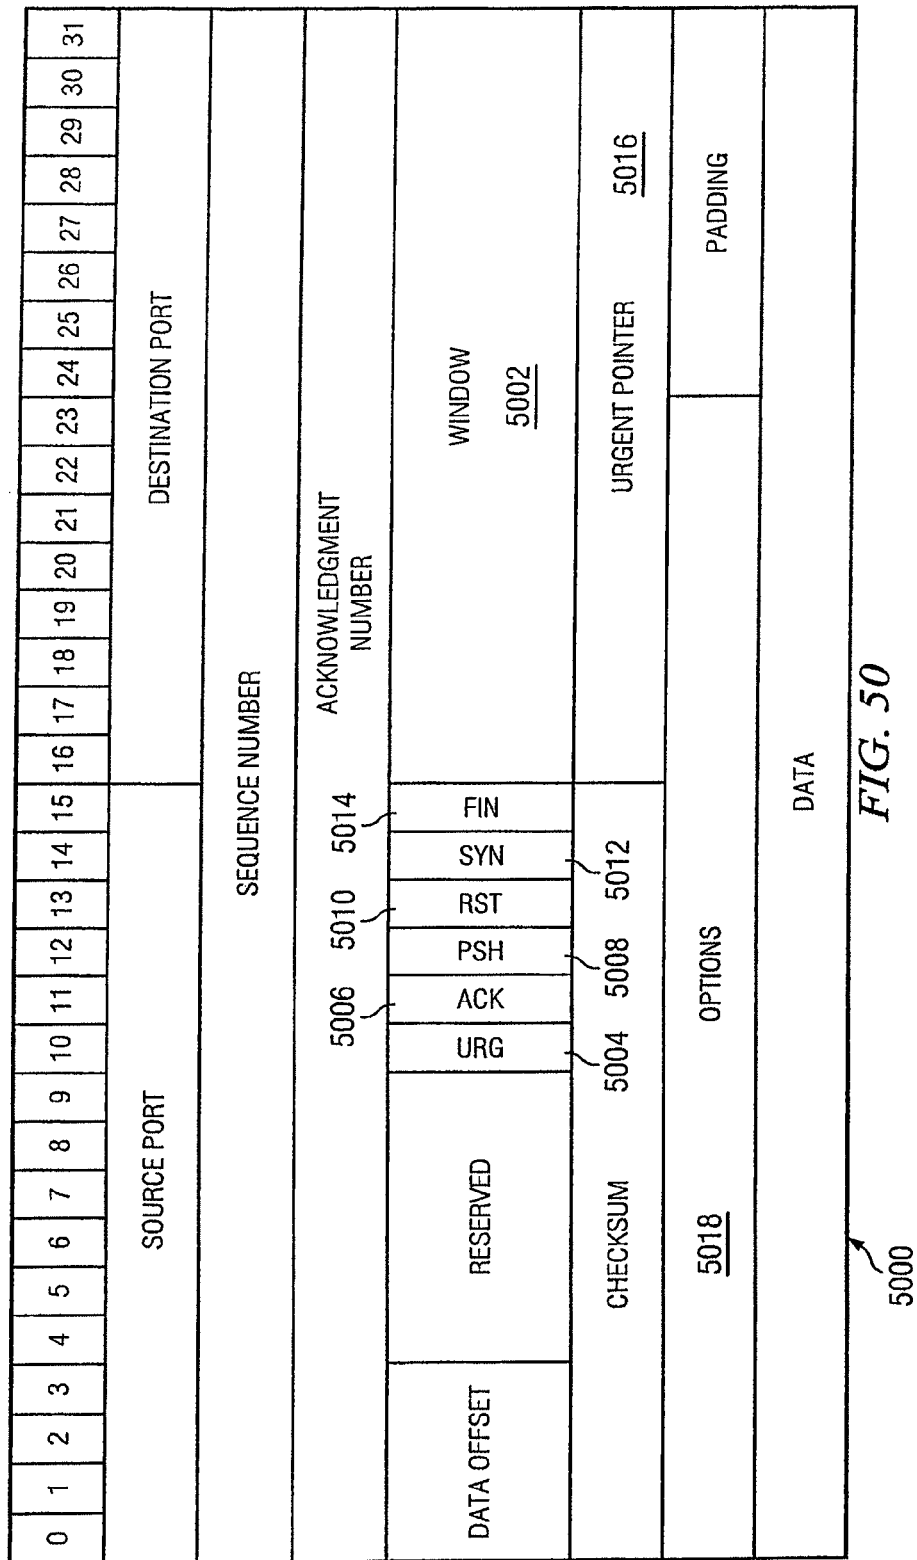 0 1 2 3 4 5 6 7 8 9 10 11 12 13 14 15 16 17 18 19 20 21 22 23 24 25 26 27 28 29 30 31
SOURCE PORT DESTINATION PORT
SEQUENCE NUMBER
ACKNOWLEDGMENT
NUMBER
5006 5010 5014
DATA OFFSET RESERVED URG ACK PSH RST SYN FIN WINDOW
5002
5004 5008 5012
CHECKSUM URGENT POINTER 5016
5018 OPTIONS PADDING
DATA
5000
FIG. 50